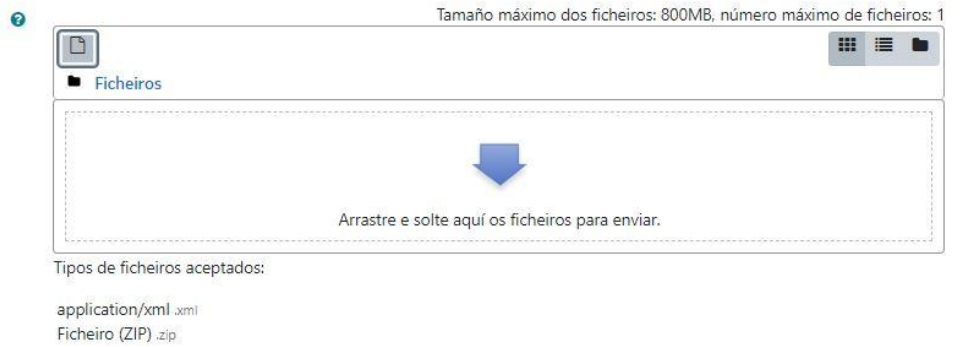 Tamaño máximo dos ficheiros: 800MB, número máximo de ficheiros: 1
Ficheiros
Arrastre e solte aquí os ficheiros para enviar.
Tipos de ficheiros aceptados:
application/xml .xml
Ficheiro (ZIP) .zip